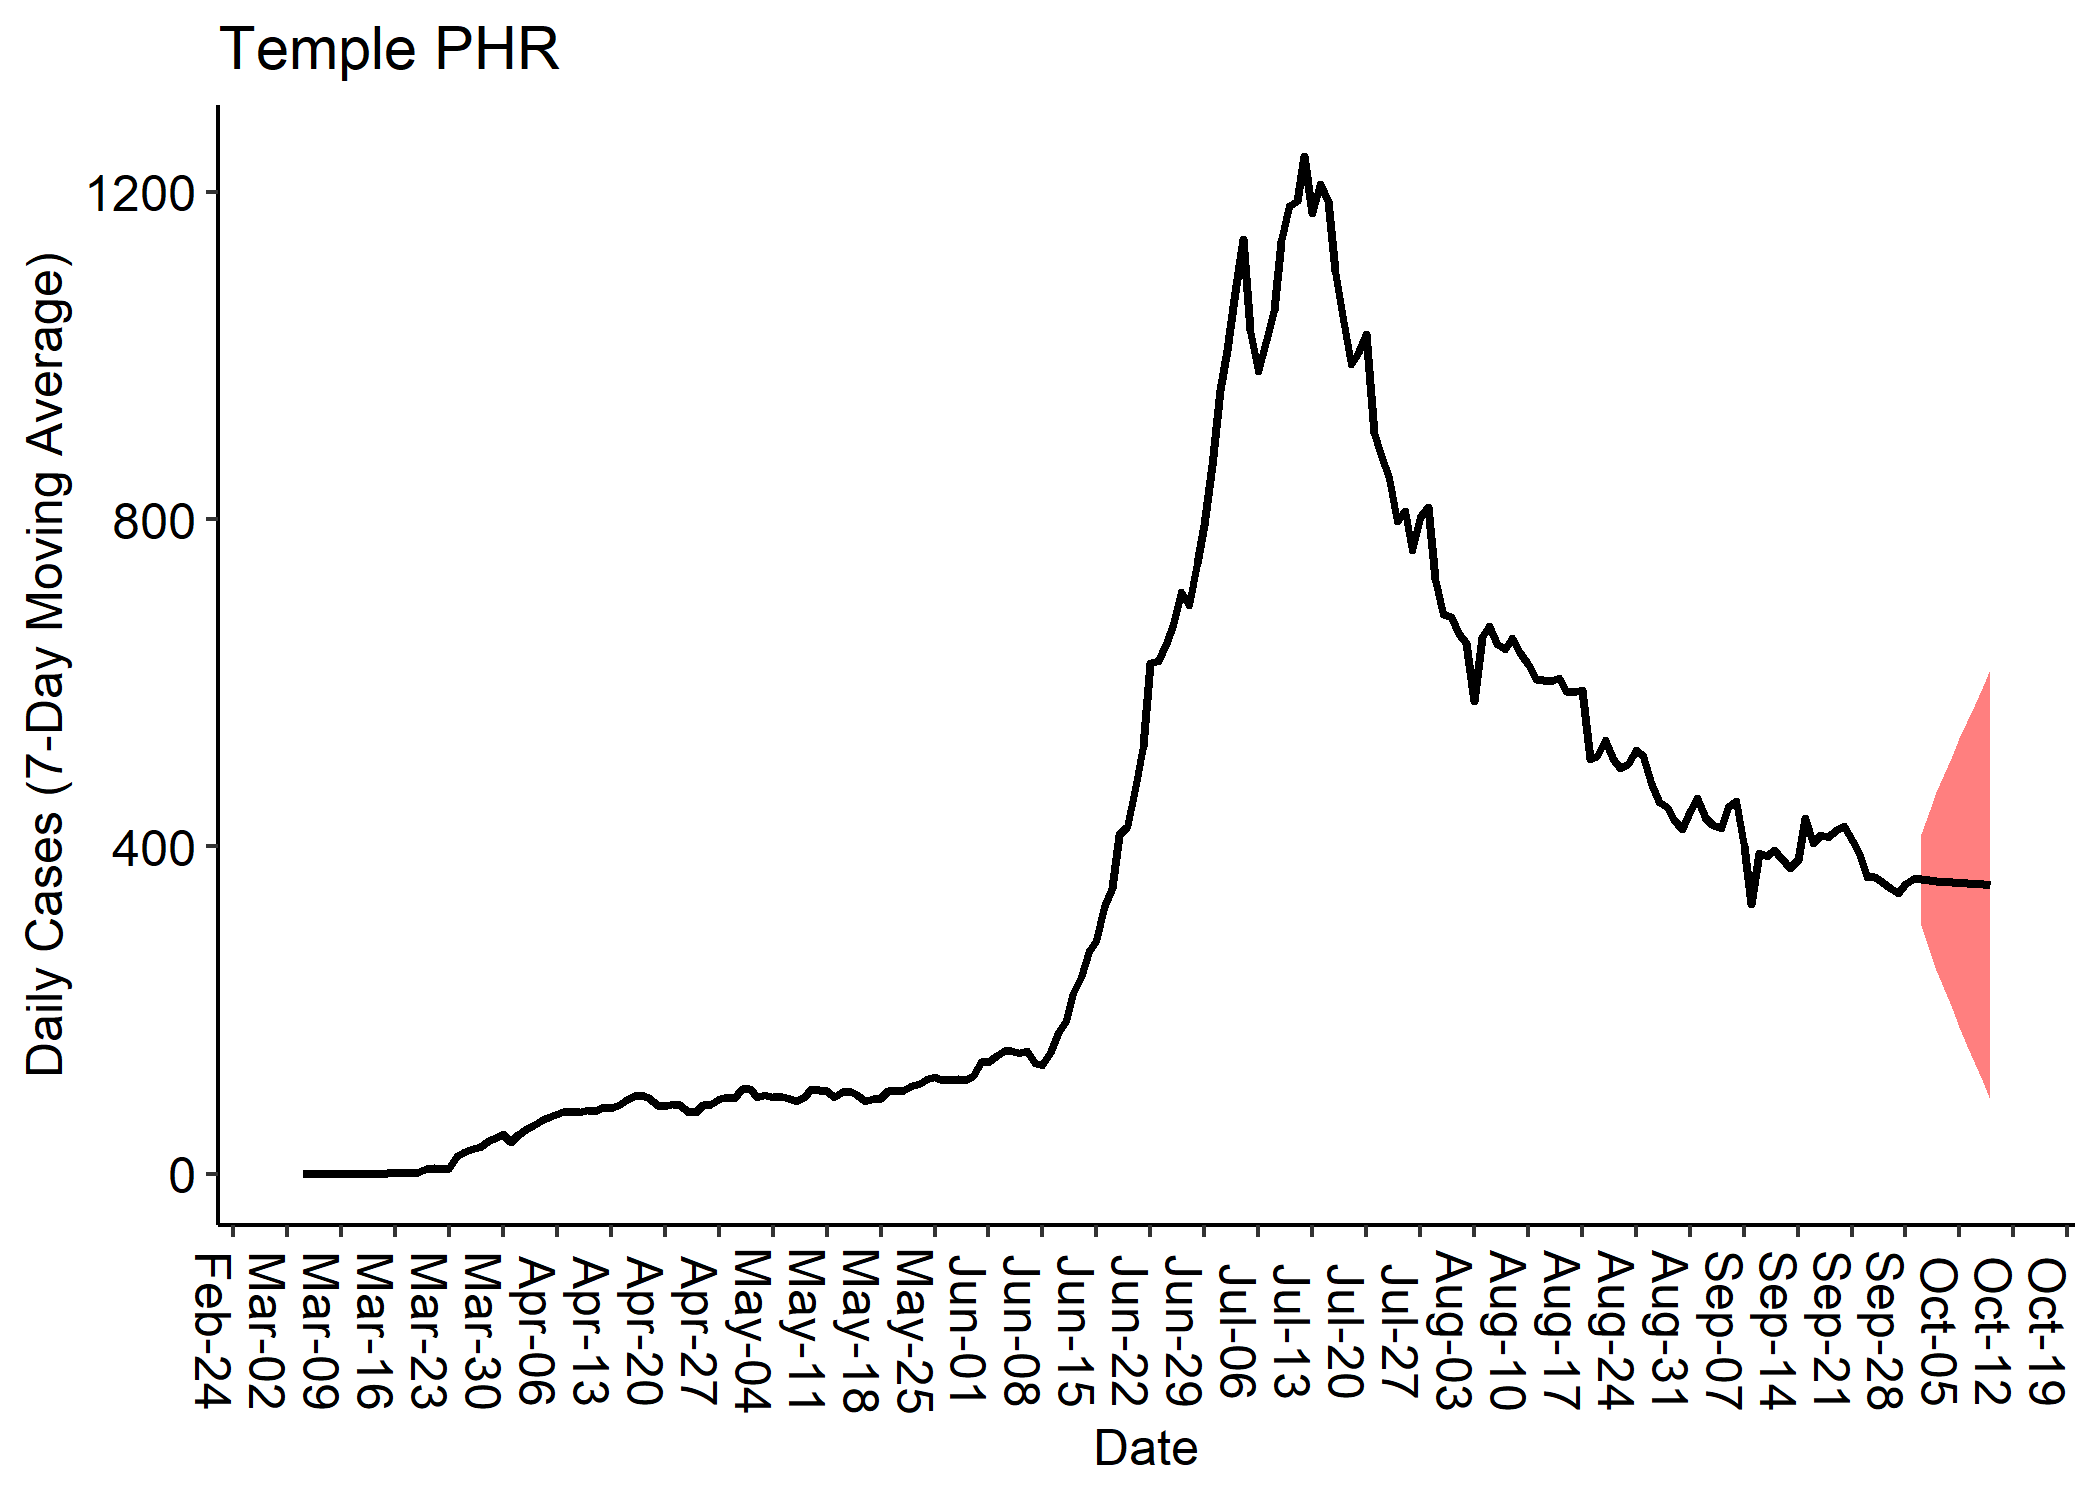 Temple PHR
Daily Cases (7-Day Moving Average)
1200
800
400
0
Feb-24
Mar-02
Mar-09
Mar-16
Mar-23
Mar-30
Apr-06
Apr-13
Apr-20
Apr-27
May-04
May-11
May-18
May-25
Jun-01
Jun-08
Jun-15
Jun-22
Jun-29
Jul-06
Jul-13
Jul-20
Jul-27
Aug-03
Aug-10
Aug-17
Aug-24
Aug-31
Sep-07
Sep-14
Sep-21
Sep-28
Oct-05
Oct-12
Oct-19
Date